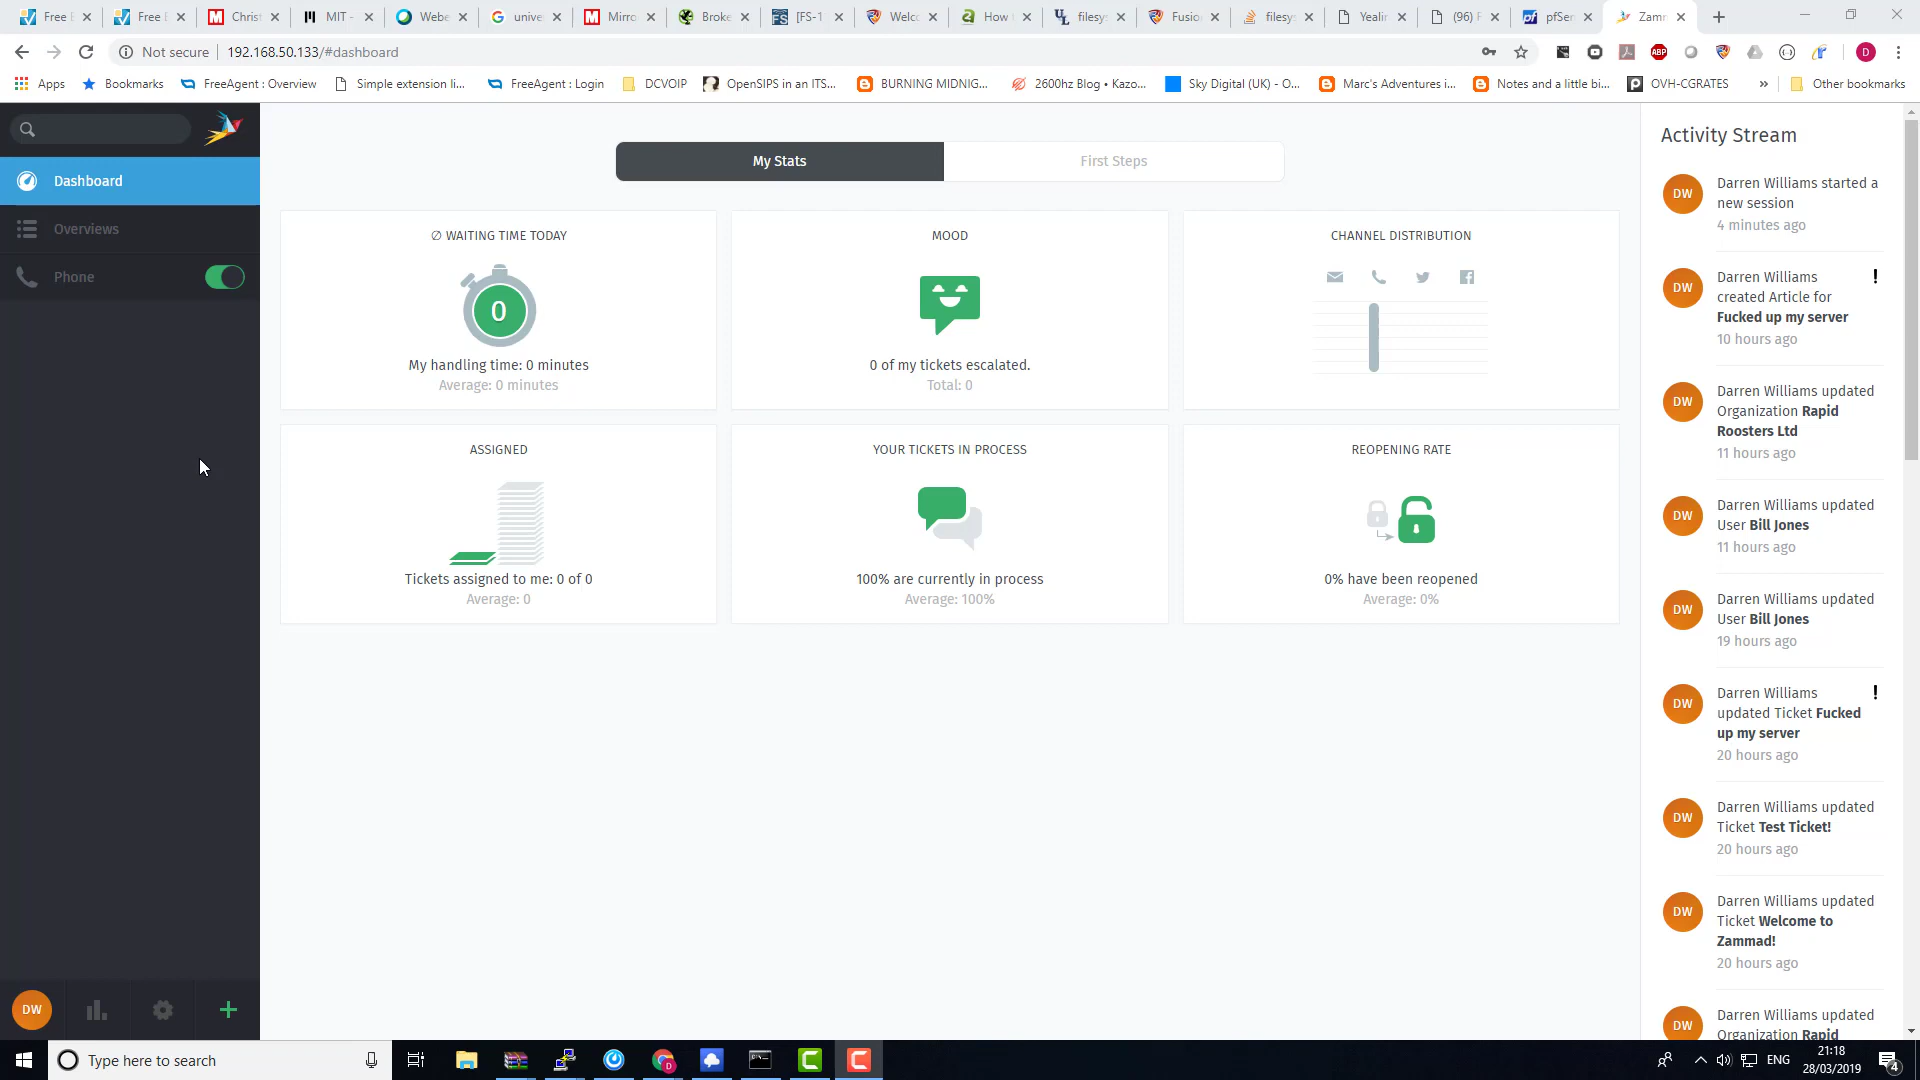 Free E
Free E
Christ
MIT -
Webe
unive
Mirro
Broke
[FS-1
Welco
How t
filesy
Fusio
filesy
Yealin
(96) F
pfSen
Zamm
Not secure
192.168.50.133/#dashboard
Apps
Bookmarks
FreeAgent : Overview
Simple extension li...
FreeAgent : Login
DCVOIP
OpenSIPS in an ITS...
BURNING MIDNIG...
2600hz Blog • Kazo...
Sky Digital (UK) - O...
Marc's Adventures i...
Notes and a little bi...
OVH-CGRATES
»
Other bookmarks
Dashboard
Overviews
Phone
My Stats
First Steps
∅ WAITING TIME TODAY
0
My handling time: 0 minutes
Average: 0 minutes
MOOD
0 of my tickets escalated.
Total: 0
CHANNEL DISTRIBUTION
ASSIGNED
Tickets assigned to me: 0 of 0
Average: 0
YOUR TICKETS IN PROCESS
100% are currently in process
Average: 100%
REOPENING RATE
0% have been reopened
Average: 0%
Activity Stream
DW
Darren Williams started a
new session
4 minutes ago
DW
Darren Williams
created Article for
Fucked up my server
10 hours ago
!
DW
Darren Williams updated
Organization Rapid
Roosters Ltd
11 hours ago
DW
Darren Williams updated
User Bill Jones
11 hours ago
DW
Darren Williams updated
User Bill Jones
19 hours ago
DW
Darren Williams
updated Ticket Fucked
up my server
20 hours ago
!
DW
Darren Williams updated
Ticket Test Ticket!
20 hours ago
DW
Darren Williams updated
Ticket Welcome to
Zammad!
20 hours ago
DW
Darren Williams updated
Organization Rapid
DW
Type here to search
ENG
21:18
28/03/2019
4